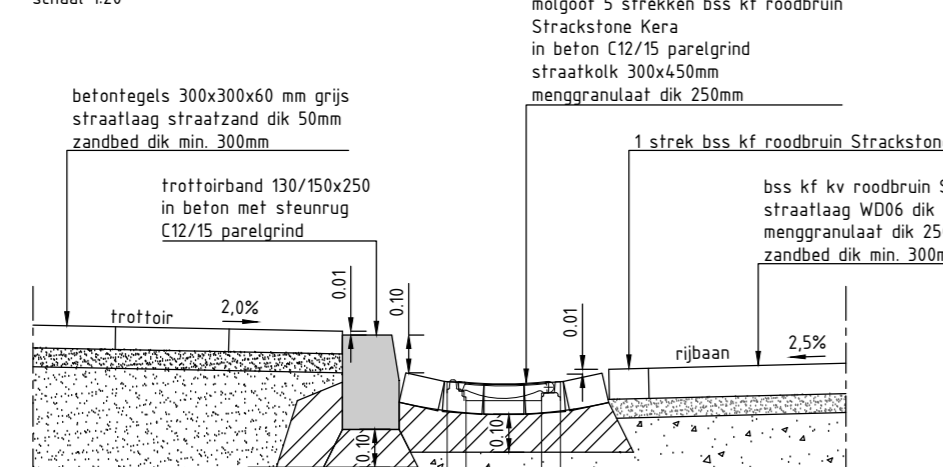 schaal 1:20
molgoot 5 strekken bss kf roodbruin
Strackstone Kera
in beton C12/15 parelgrind
straatkolk 300x450mm
menggranulaat dik 250mm
betontegels 300x300x60 mm grijs
straatlaag straatzand dik 50mm
zandbed dik min. 300mm
1 strek bss kf roodbruin Strackston
trottoirband 130/150x250
in beton met steunrug
C12/15 parelgrind
bss kf kv roodbruin S
straatlaag WD06 dik
menggranulaat dik 25
zandbed dik min. 300m
0.01
0.10
0.01
trottoir
2,0%
rijbaan
2,5%
0.10
0.10